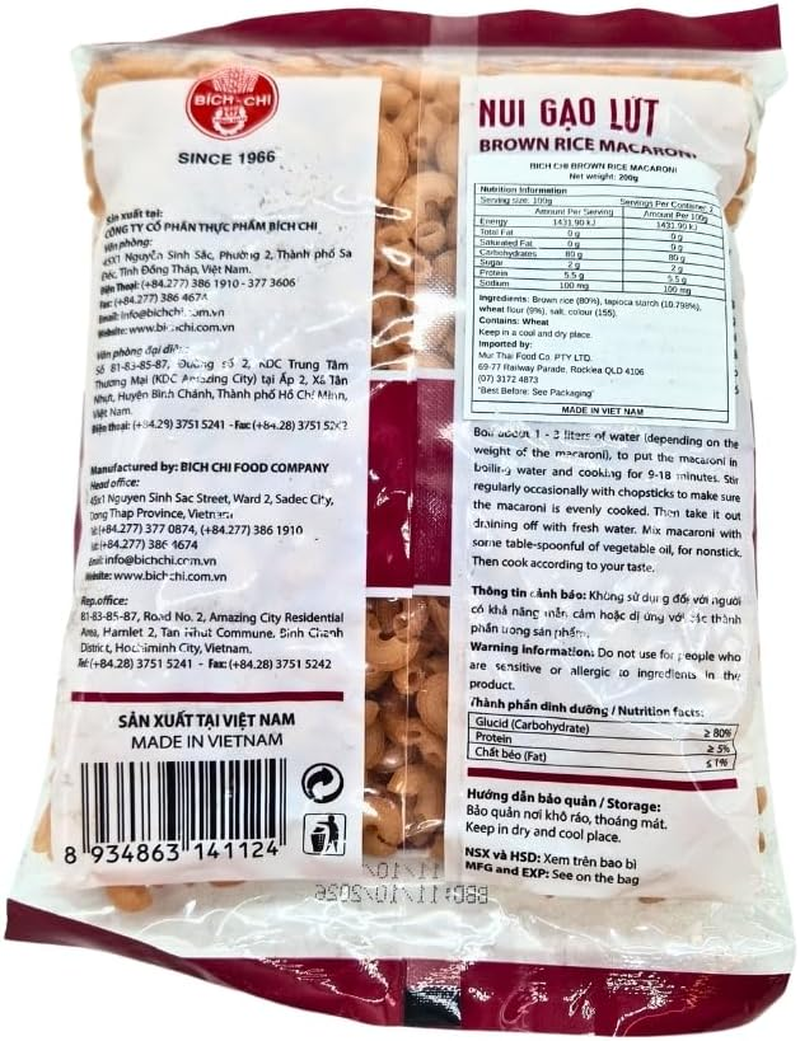 BÍCH-CHI
SINCE 1966
Sản xuất tại:
CÔNG TY CỔ PHẦN THỰC PHẨM BÍCH CHI
Văn phòng:
45X1 Nguyễn Sinh Sắc, Phường 2, Thành phố Sa
Đéc, Tỉnh Đồng Tháp, Việt Nam.
Điện Thoại: (+84.277) 386 1910 - 377 3606
Fax: (+84.277) 386 4674
Email: info@bichchi.com.vn
Website: www.bichchi.com.vn
Văn phòng đại diện:
Số 81-83-85-87, Đường số 2, KDC Trung Tâm
Thương Mại (KDC Amazing City) tại Ấp 2, Xã Tân
Nhựt, Huyện Bình Chánh, Thành phố Hồ Chí Minh,
Việt Nam.
Điện thoại: (+84.29) 3751 5241 - Fax: (+84.28) 3751 5242
Manufactured by: BICH CHI FOOD COMPANY
Head office:
45x1 Nguyen Sinh Sac Street, Ward 2, Sadec City,
Dong Thap Province, Vietnam
(+84.277) 377 0874, (+84.277) 386 1910
(+84.277) 386 4674
Email: info@bichchi.com.vn
Website: www.bichchi.com.vn
Rep.office:
81-83-85-87, Road No. 2, Amazing City Residential
Area, Hamlet 2, Tan Nhut Commune, Binh Chanh
District, Hochiminh City, Vietnam.
Tel: (+84.28) 3751 5241 - Fax: (+84.28) 3751 5242
SẢN XUẤT TẠI VIỆT NAM
MADE IN VIETNAM
8 934863 141124
NUI GẠO LỨT
BROWN RICE MACARONI
BICH CHI BROWN RICE MACARONI
Net weight: 200g
Nutrition Information
Serving size: 100g Servings Per Container: 2
Amount Per Serving Amount Per 100g
Energy 1431.90 kJ 1431.90 kJ
Total Fat 0 g 0 g
Saturated Fat 0 g 0 g
Carbohydrates 80 g 80 g
Sugar 2 g 2 g
Protein 5.5 g 5.5 g
Sodium 100 mg 100 mg
Ingredients: Brown rice (80%), tapioca starch (10.798%),
wheat flour (9%), salt, colour (155).
Contains: Wheat
Keep in a cool and dry place.
Imported by:
Mur Thai Food Co. PTY LTD.
69-77 Railway Parade, Rocklea QLD 4106
(07) 3172 4873
"Best Before: See Packaging"
MADE IN VIET NAM
Boil about 1 - 3 liters of water (depending on the
weight of the macaroni), to put the macaroni in
boiling water and cooking for 9-18 minutes. Stir
regularly occasionally with chopsticks to make sure
the macaroni is evenly cooked. Then take it out
draining off with fresh water. Mix macaroni with
some table-spoonful of vegetable oil, for nonstick.
Then cook according to your taste.
Thông tin cảnh báo: Không sử dụng đối với người
có khả năng mẫn cảm hoặc dị ứng với các thành
phần trong sản phẩm.
Warning information: Do not use for people who
are sensitive or allergic to ingredients in the
product.
Thành phần dinh dưỡng / Nutrition facts:
Glucid (Carbohydrate) ≥ 80%
Protein ≥ 5%
Chất béo (Fat) ≤ 1%
Hướng dẫn bảo quản / Storage:
Bảo quản nơi khô ráo, thoáng mát.
Keep in dry and cool place.
NSX và HSD: Xem trên bao bì
MFG and EXP: See on the bag
11/10/
BBD:11/10/2026